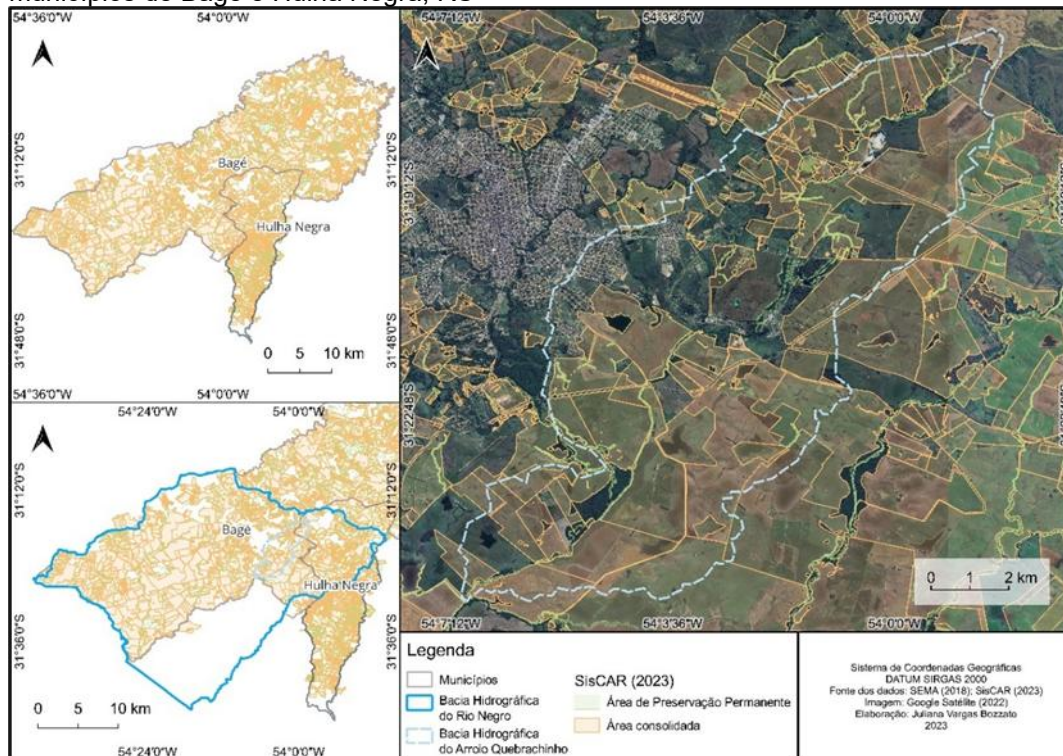 municípios de Bagé e Hulha Negra, RS
54°36'0"W
54°0'0"W
31°12'0"S
31°48'0"S
Bagé
Hulha Negra
0 5 10 km
54°36'0"W
54°0'0"W
54°24'0"W
54°0'0"W
31°12'0"S
31°12'0"S
31°36'0"S
31°36'0"S
Bagé
Hulha Negra
0 5 10 km
54°24'0"W
54°0'0"W
54°7'12"W
54°3'36"W
54°0'0"W
31°19'12"S
31°22'48"S
0 1 2 km
54°7'12"W
54°3'36"W
54°0'0"W
Legenda
Municípios
Bacia Hidrográfica
do Rio Negro
Bacia Hidrográfica
do Arroio Quebrachinho
SisCAR (2023)
Área de Preservação Permanente
Área consolidada
Sistema de Coordenadas Geográficas
DATUM SIRGAS 2000
Fonte dos dados: SEMA (2018); SisCAR (2023)
Imagem: Google Satélite (2022)
Elaboração: Juliana Vargas Bozzato
2023